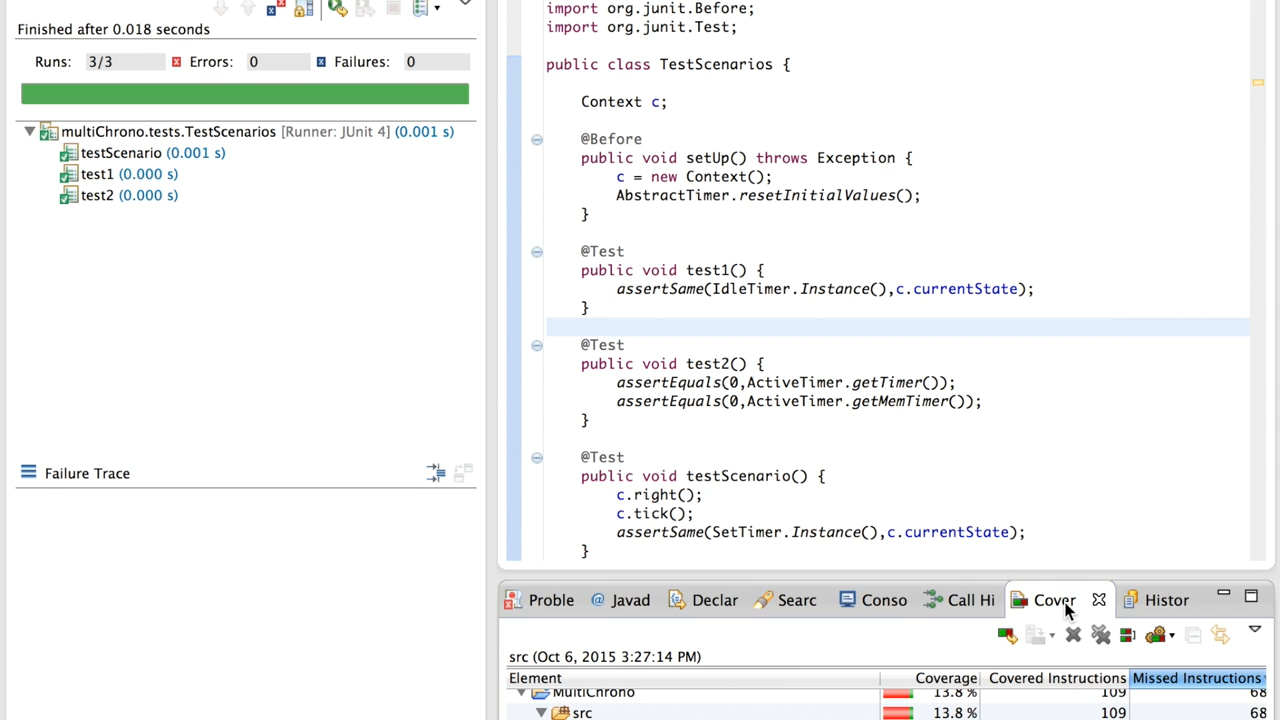 Finished after 0.018 seconds
Runs: 3/3 Errors: 0 Failures: 0
multiChrono.tests.TestScenarios [Runner: JUnit 4] (0.001 s)
testScenario (0.001 s)
test1 (0.000 s)
test2 (0.000 s)
Failure Trace
import org.junit.Before;
import org.junit.Test;
public class TestScenarios {
Context c;
@Before
public void setUp() throws Exception {
c = new Context();
AbstractTimer.resetInitialValues();
}
@Test
public void test1() {
assertSame(IdleTimer.Instance(),c.currentState);
}
@Test
public void test2() {
assertEquals(0,ActiveTimer.getTimer());
assertEquals(0,ActiveTimer.getMemTimer());
}
@Test
public void testScenario() {
c.right();
c.tick();
assertSame(SetTimer.Instance(),c.currentState);
}
Proble @ Javad Declar Searc Conso Call Hi Cover Histor
src (Oct 6, 2015 3:27:14 PM)
Element Coverage Covered Instructions Missed Instructions
MultiChrono 13.8 % 109 68
src 13.8 % 109 68